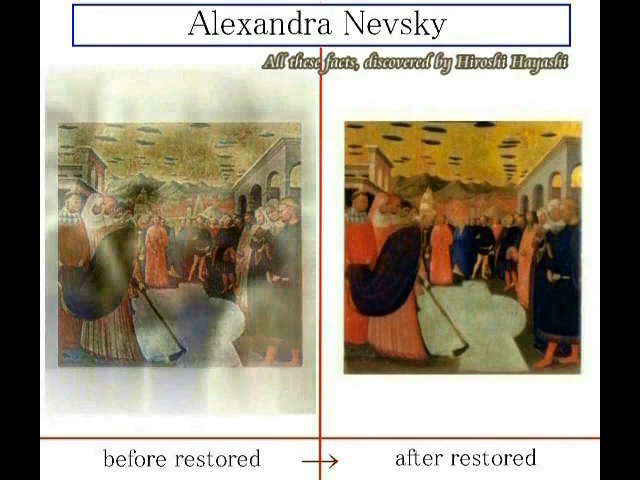 Alexandra Nevsky
All these facts, discovered by Hiroshi Hayashi
before restored
after restored